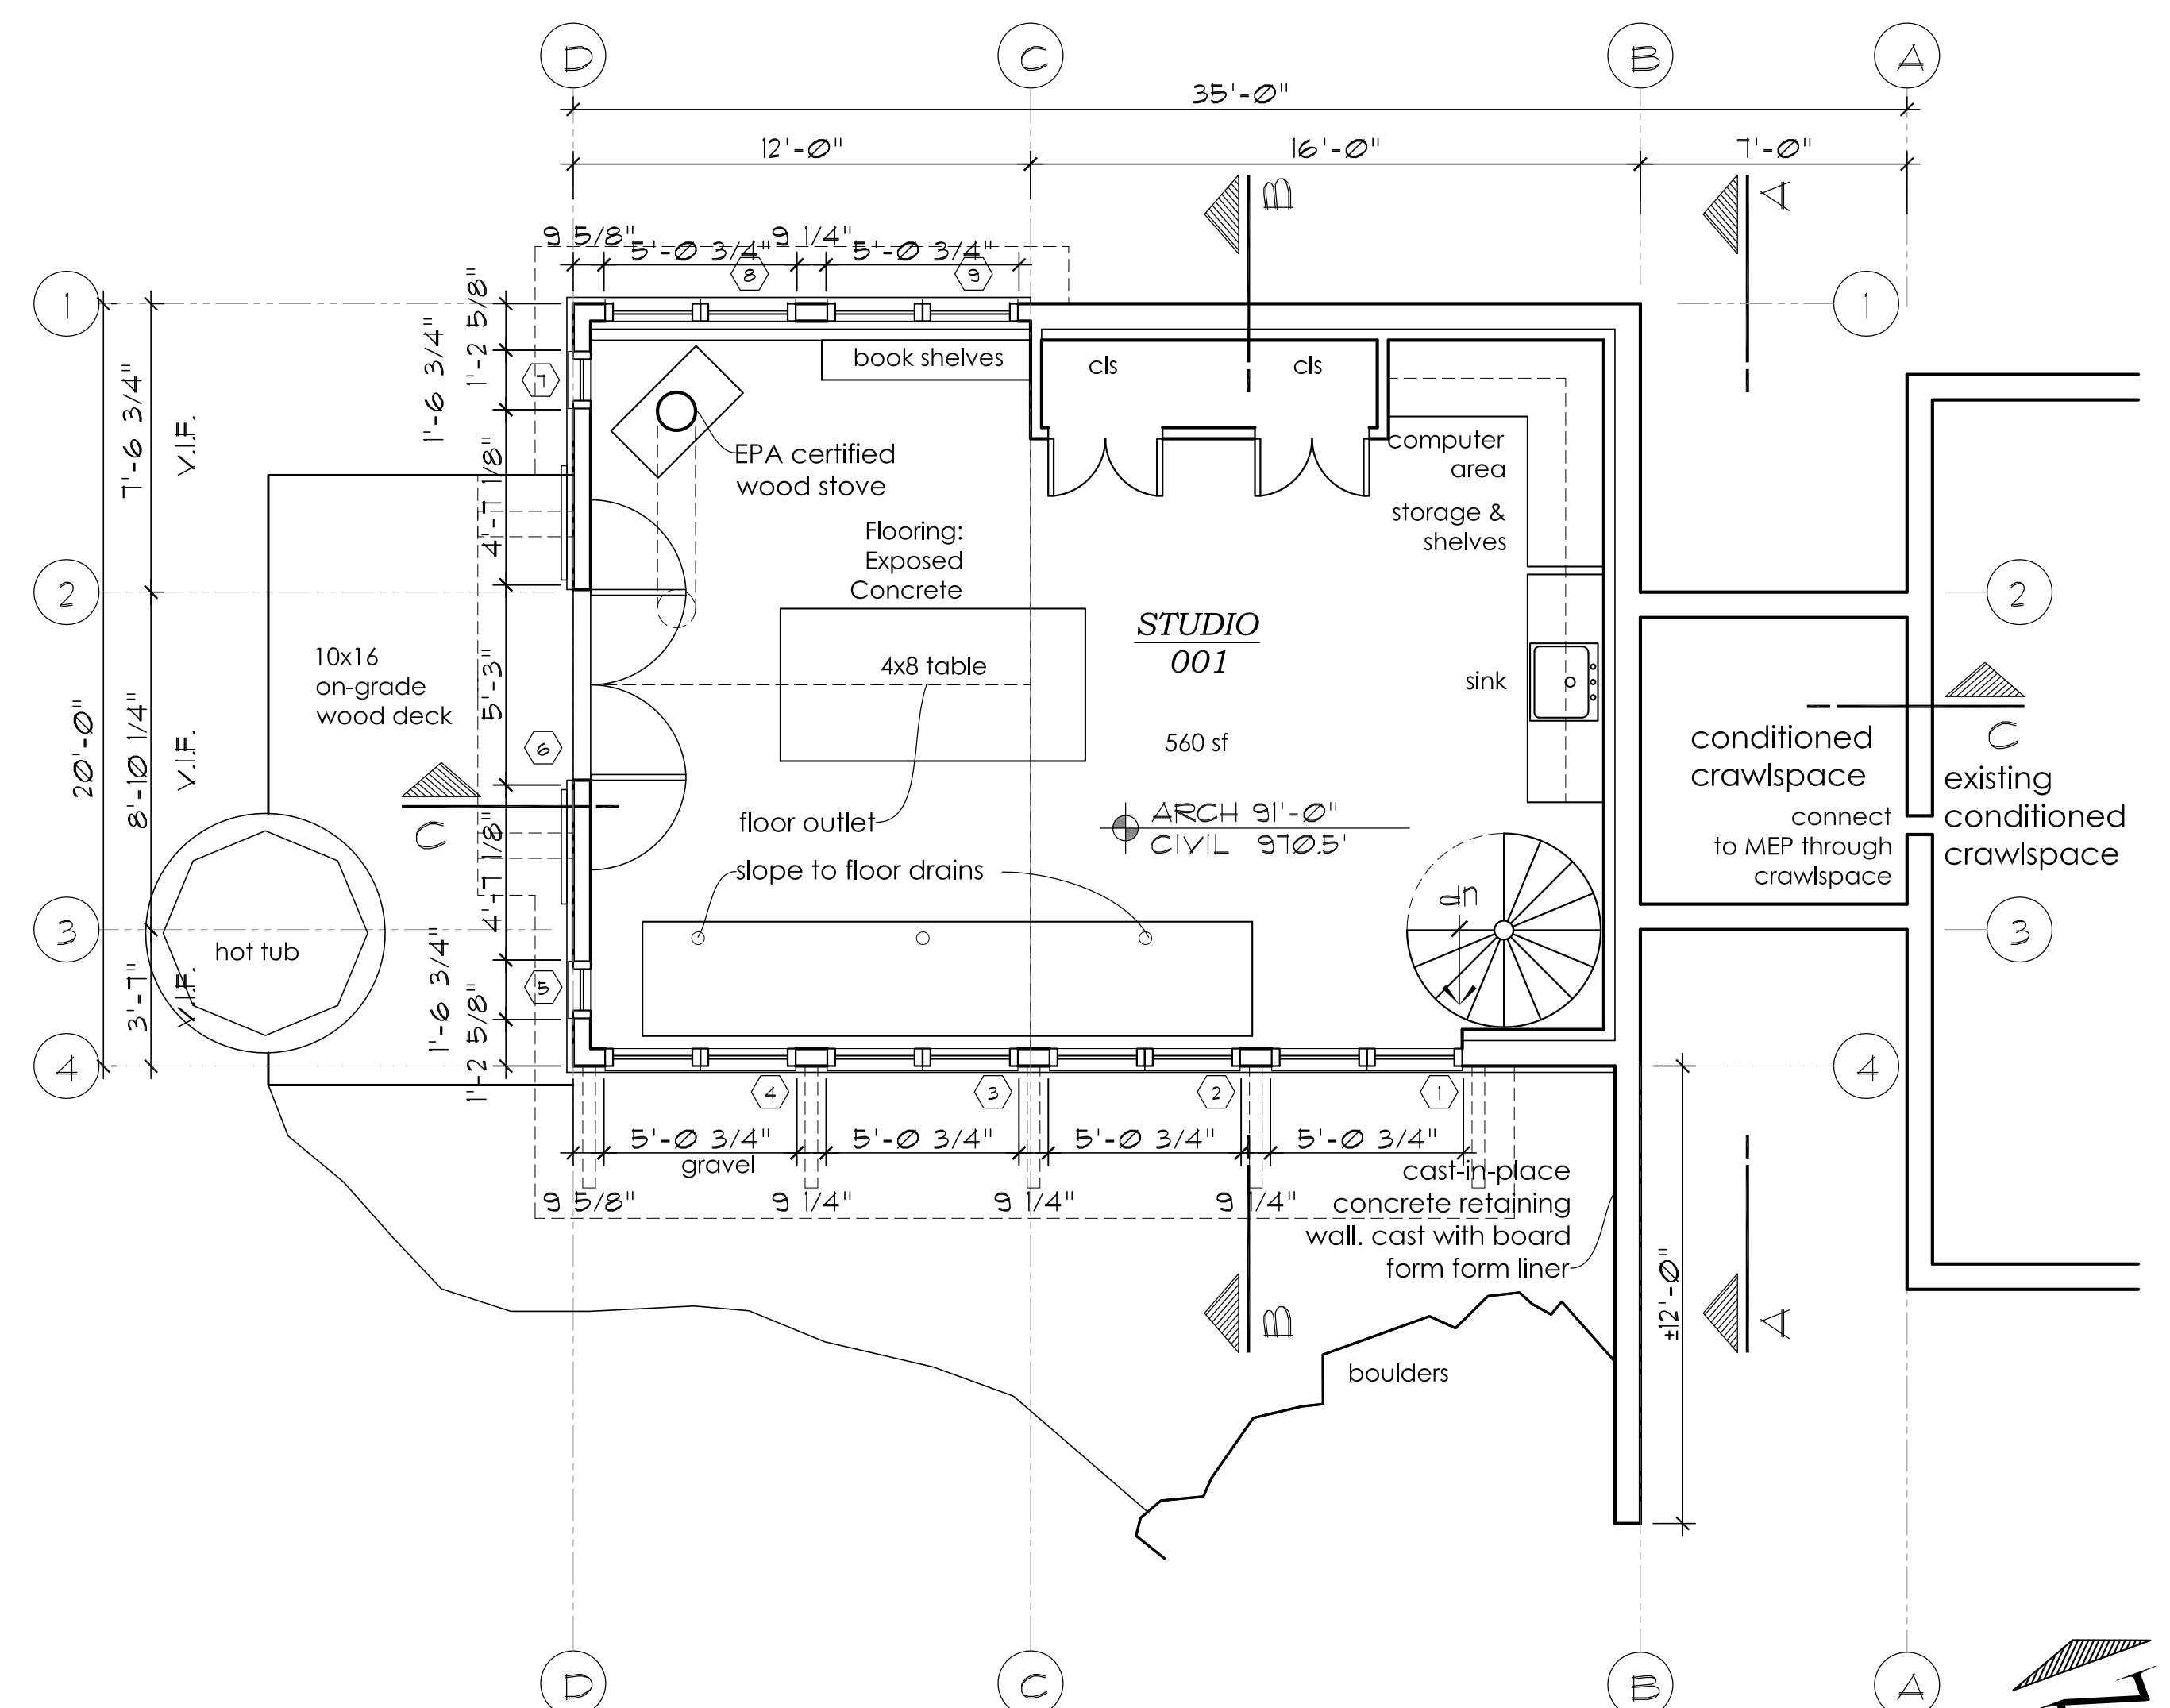 D
C
B
A
35'-0"
12'-0"
16'-0"
7'-0"
B
A
9 5/8"
5'-0 3/4"
9 1/4"
5'-0 3/4"
8
9
1
1
7'-6 3/4"
V.I.F.
1'-6 3/4"
1'-2 5/8"
7
book shelves
cls
cls
EPA certified
wood stove
computer
area
storage &
shelves
4'-7 1/8"
Flooring:
Exposed
Concrete
2
2
STUDIO
001
10x16
on-grade
wood deck
4x8 table
sink
5'-3"
20'-0"
8'-10 1/4"
V.I.F.
6
560 sf
conditioned
crawlspace
C
existing
conditioned
crawlspace
connect
to MEP through
crawlspace
C
floor outlet
ARCH 91'-0"
CIVIL 970.5'
slope to floor drains
4'-7 1/8"
up
3
3
hot tub
3'-7"
V.I.F.
1'-6 3/4"
1'-2 5/8"
5
4
4
4
3
2
1
5'-0 3/4"
5'-0 3/4"
5'-0 3/4"
5'-0 3/4"
gravel
9 5/8"
9 1/4"
9 1/4"
9 1/4"
cast-in-place
concrete retaining
wall. cast with board
form form liner
±12'-0"
B
A
boulders
D
C
B
A